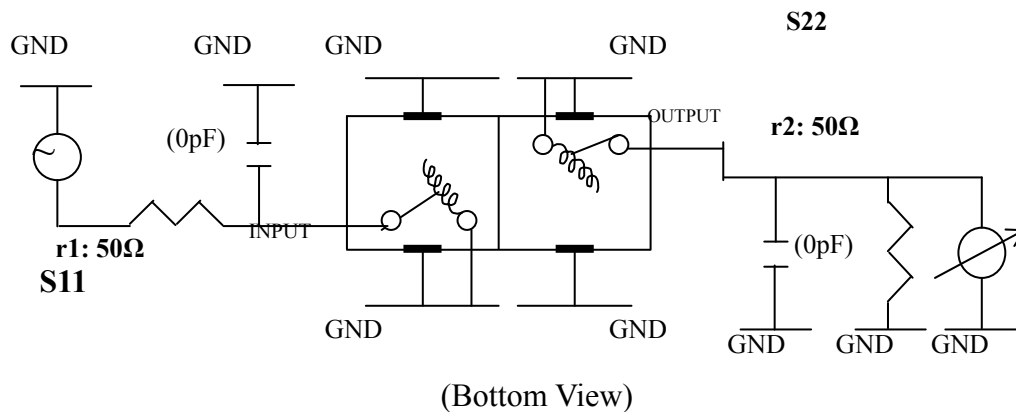 S22
GND
GND
GND
GND
OUTPUT
r2: 50Ω
(0pF)
INPUT
r1: 50Ω
S11
(0pF)
GND
GND
GND
GND
GND
(Bottom View)